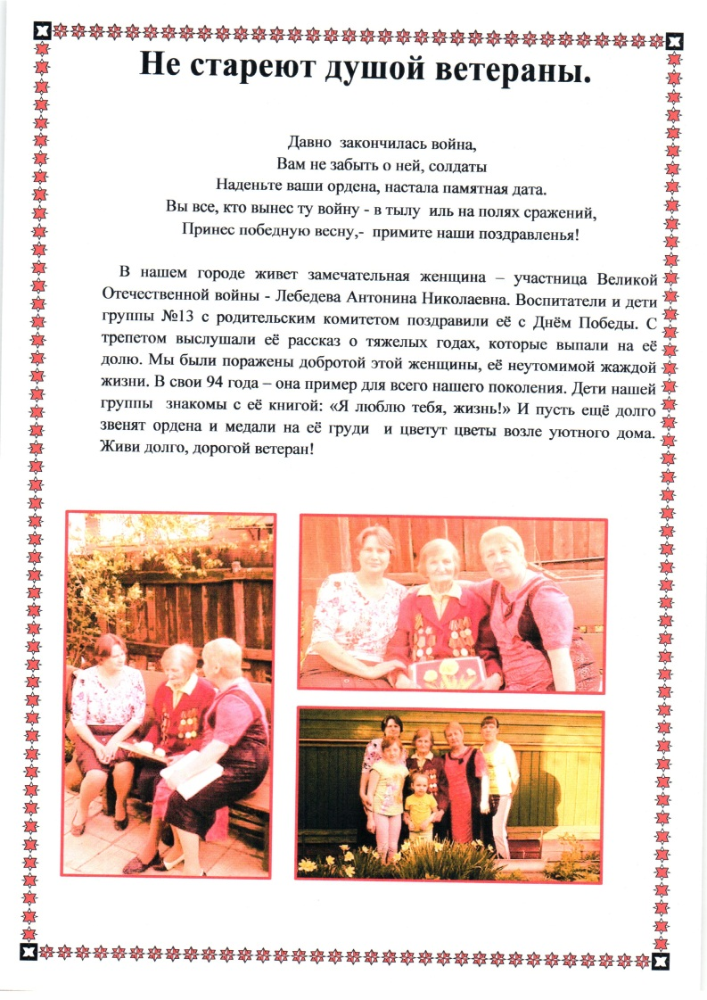 Не стареют душой ветераны.
Давно закончилась война,
Вам не забыть о ней, солдаты
Наденьте ваши ордена, настала памятная дата.
Вы все, кто вынес ту войну - в тылу иль на полях сражений,
Принес победную весну,- примите наши поздравленья!
В нашем городе живет замечательная женщина – участница Великой
Отечественной войны - Лебедева Антонина Николаевна. Воспитатели и дети
группы №13 с родительским комитетом поздравили её с Днём Победы. С
трепетом выслушали её рассказ о тяжелых годах, которые выпали на её
долю. Мы были поражены добротой этой женщины, её неутомимой жаждой
жизни. В свои 94 года – она пример для всего нашего поколения. Дети нашей
группы знакомы с её книгой: «Я люблю тебя, жизнь!» И пусть ещё долго
звенят ордена и медали на её груди и цветут цветы возле уютного дома.
Живи долго, дорогой ветеран!